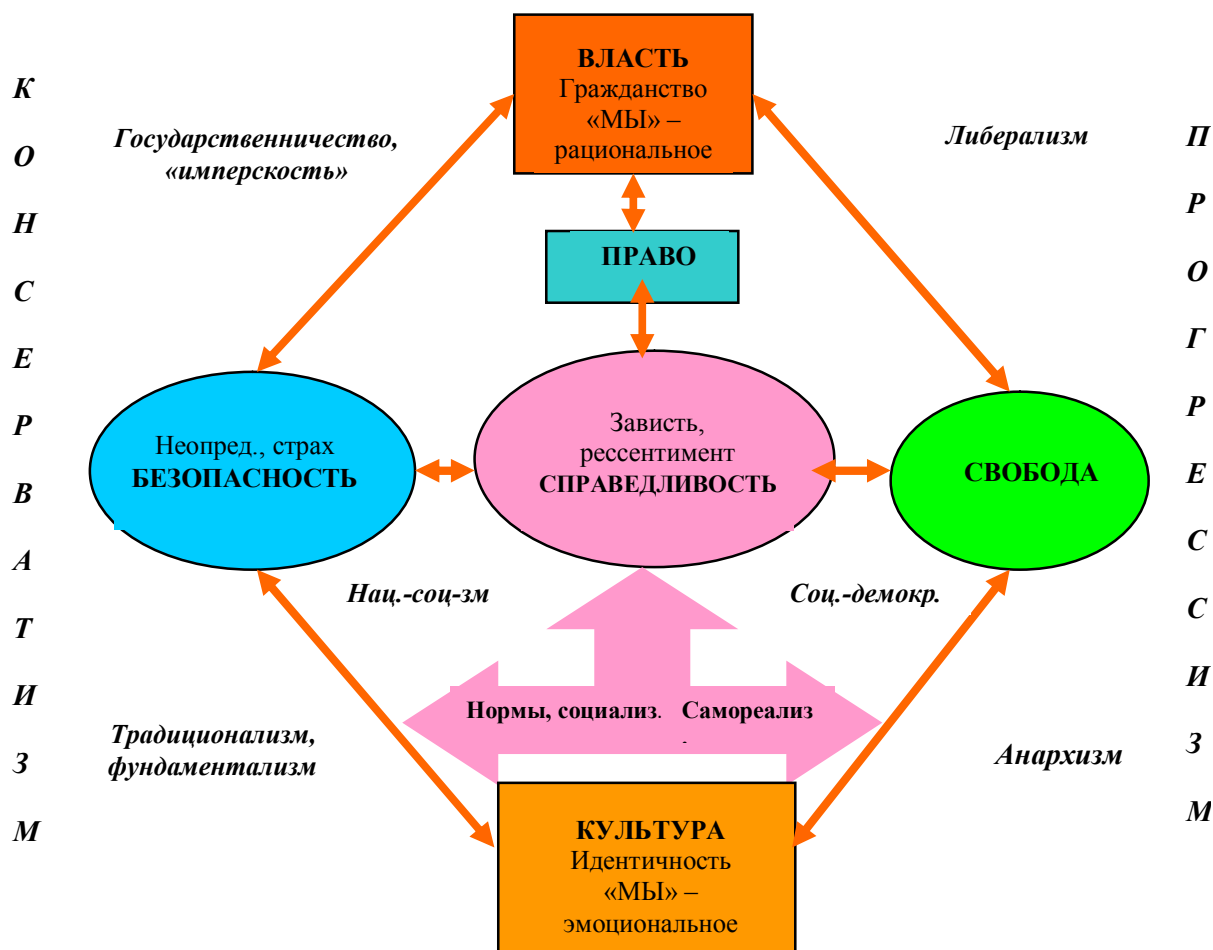 К
О
Н
С
Е
Р
В
А
Т
И
З
М
ВЛАСТЬ
Гражданство
«МЫ» –
рациональное
Государственничество,
«имперскость»
Либерализм
ПРАВО
Неопред., страх
БЕЗОПАСНОСТЬ
Зависть,
рессентимент
СПРАВЕДЛИВОСТЬ
СВОБОДА
Нац.-соц-зм
Соц.-демокр.
Нормы, социализ.
Самореализ
.
Традиционализм,
фундаментализм
Анархизм
КУЛЬТУРА
Идентичность
«МЫ» –
эмоциональное
П
Р
О
Г
Р
Е
С
С
И
З
М